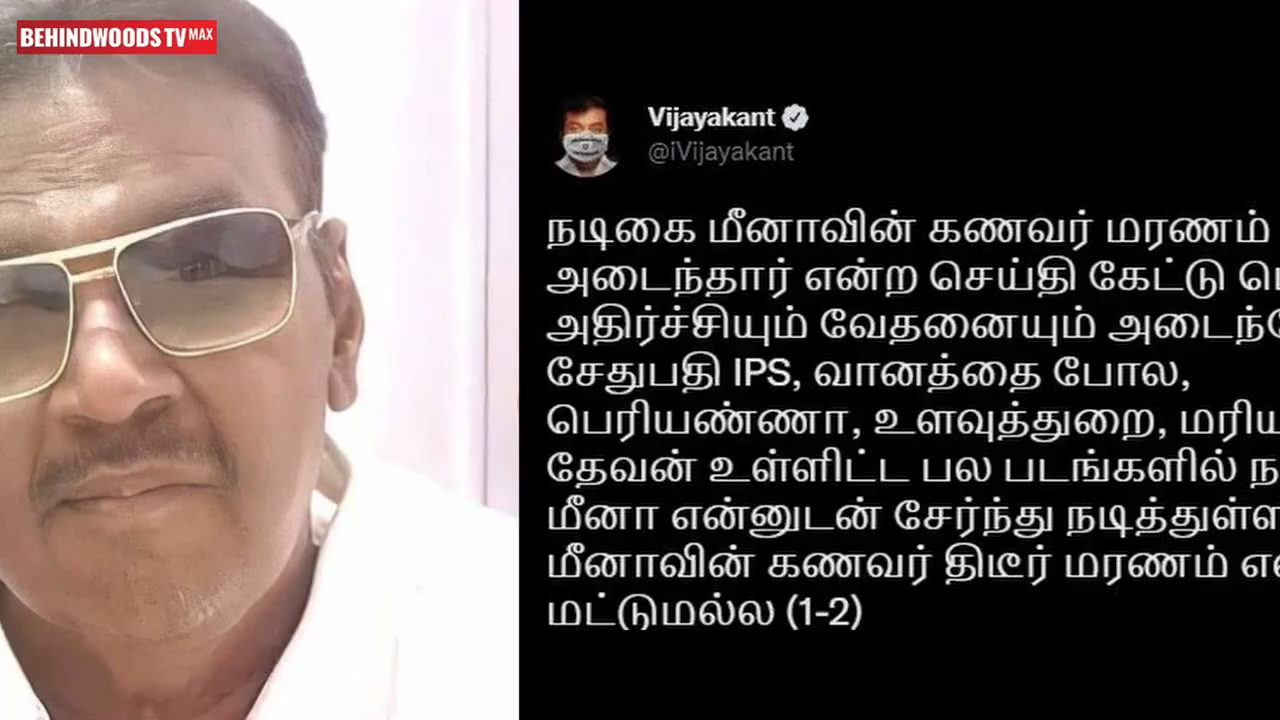 BEHINDWOODS TV MAX
Vijayakant
@iVijayakant
நடிகை மீனாவின் கணவர் மரணம்
அடைந்தார் என்ற செய்தி கேட்டு
அதிர்ச்சியும் வேதனையும்
சேதுபதி IPS, வானத்தை போல,
பெரியண்ணா, உளவுத்துறை,
தேவன் உள்ளிட்ட பல படங்களில்
மீனா என்னுடன் சேர்ந்து
மீனாவின் கணவர் திடீர் மரணம்
மட்டுமல்ல (1-2)